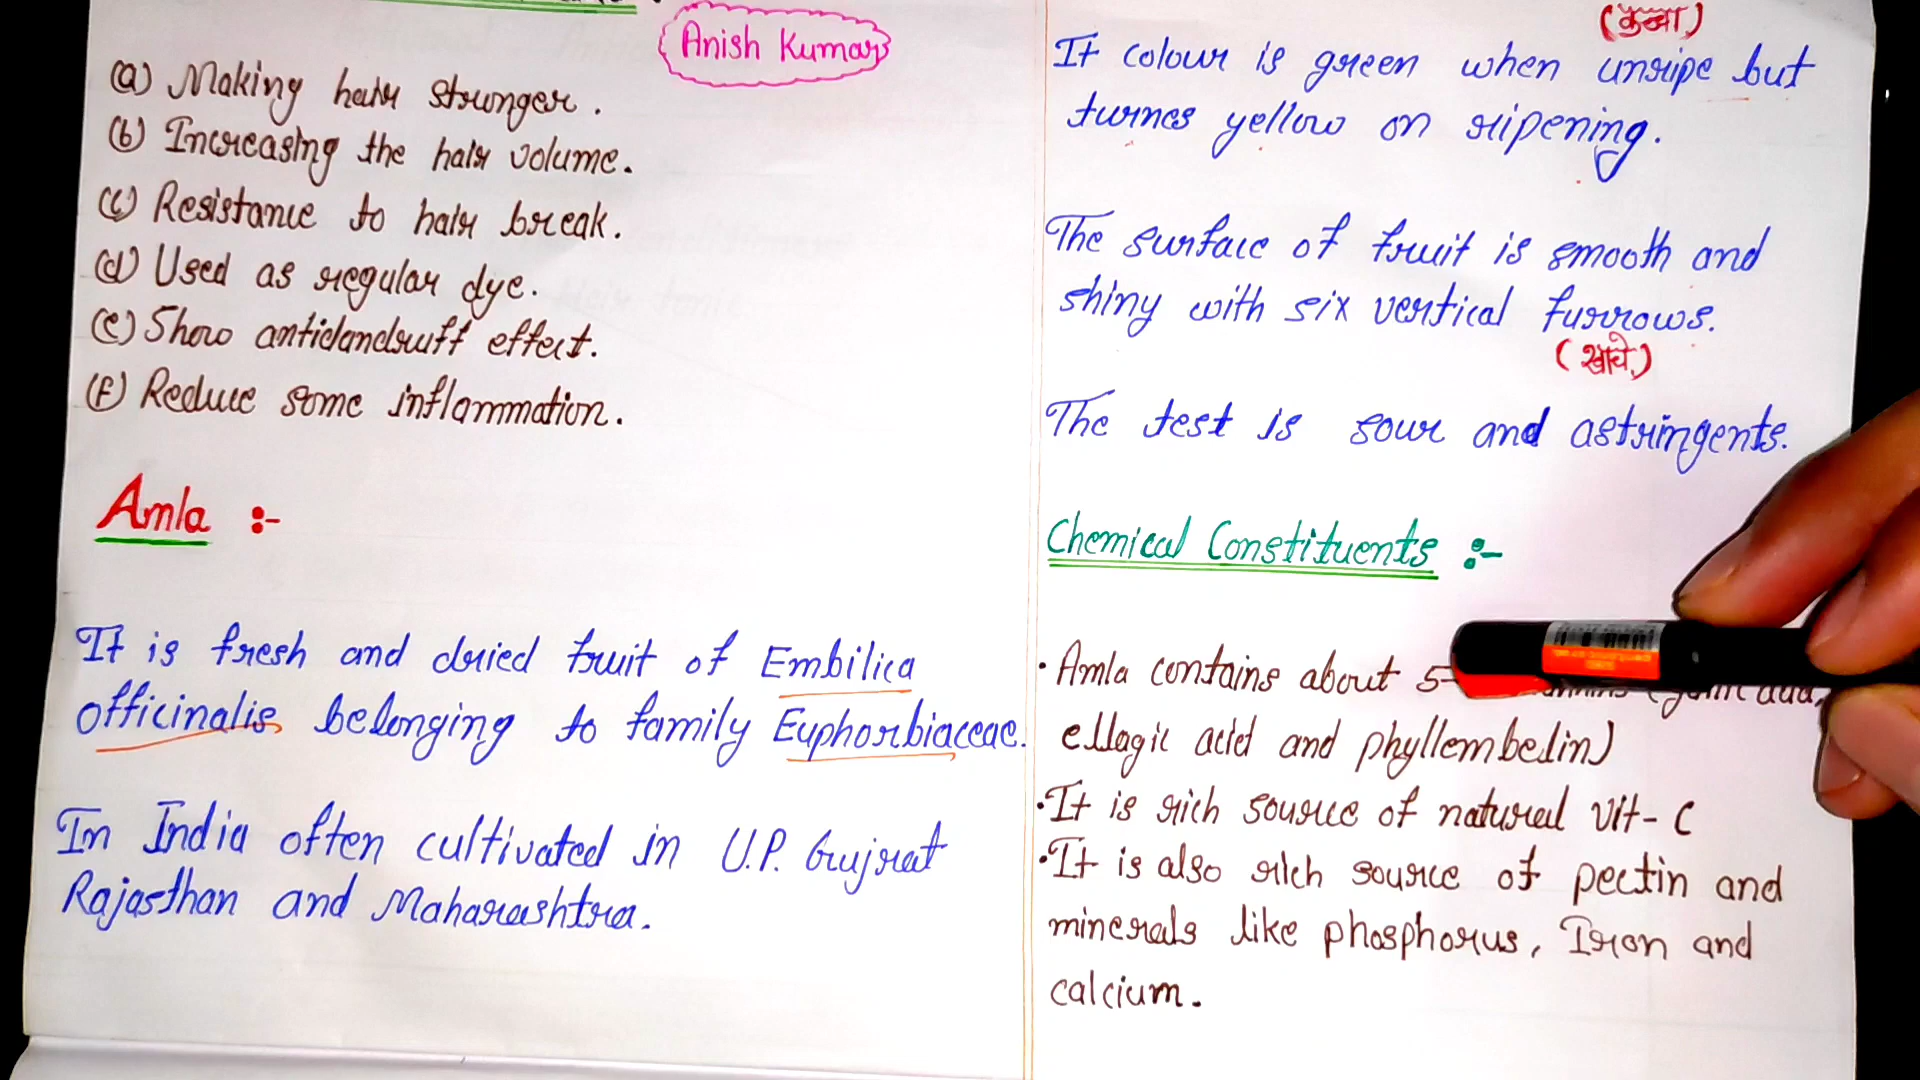 Anish Kumar
(a) Making hair stronger.
(b) Increasing the hair volume.
(c) Resistance to hair break.
(d) Used as regular dye.
(e) Show antidandruff effect.
(F) Reduce some inflammation.
Amla :-
It is fresh and dried fruit of Embilica
officinalis, belonging to family Euphorbiaceae.
In India often cultivated in U.P. Gujrat
Rajasthan and Maharashtra.
It colour is green when unripe but
turnes yellow on ripening.
The surface of fruit is smooth and
shiny with six vertical furrows.
The test is sour and astringents.
Chemical Constituents :-
• Amla contains about 5-
ellagic acid and phyllembelin)
• It is rich source of natural vit-C
• It is also rich source of pectin and
minerals like phosphorus, Iron and
calcium.